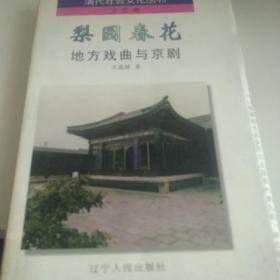 清代社会文化丛书
梨園春花
地方戏曲与京剧
著
辽宁人民出版社